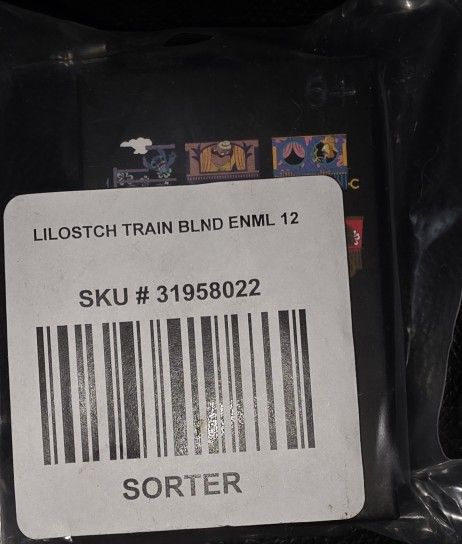 LILOSTCH TRAIN BLND ENML 12
SKU # 31958022
SORTER